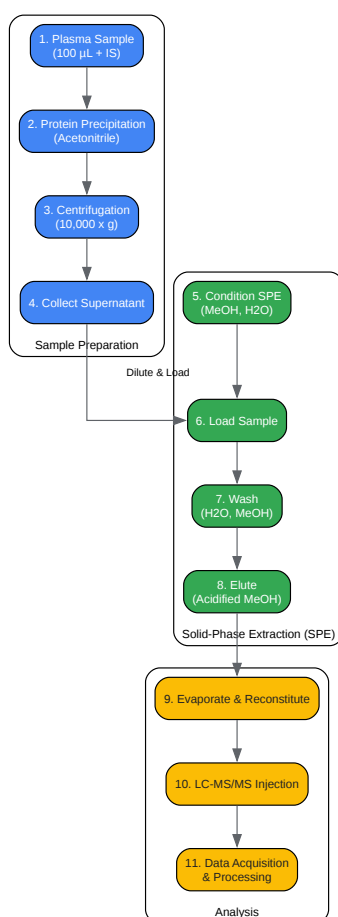 1. Plasma Sample
(100 µL + IS)
2. Protein Precipitation
(Acetonitrile)
3. Centrifugation
(10,000 x g)
4. Collect Supernatant
Sample Preparation
5. Condition SPE
(MeOH, H2O)
Dilute & Load
6. Load Sample
7. Wash
(H2O, MeOH)
8. Elute
(Acidified MeOH)
Solid-Phase Extraction (SPE)
9. Evaporate & Reconstitute
10. LC-MS/MS Injection
11. Data Acquisition
& Processing
Analysis